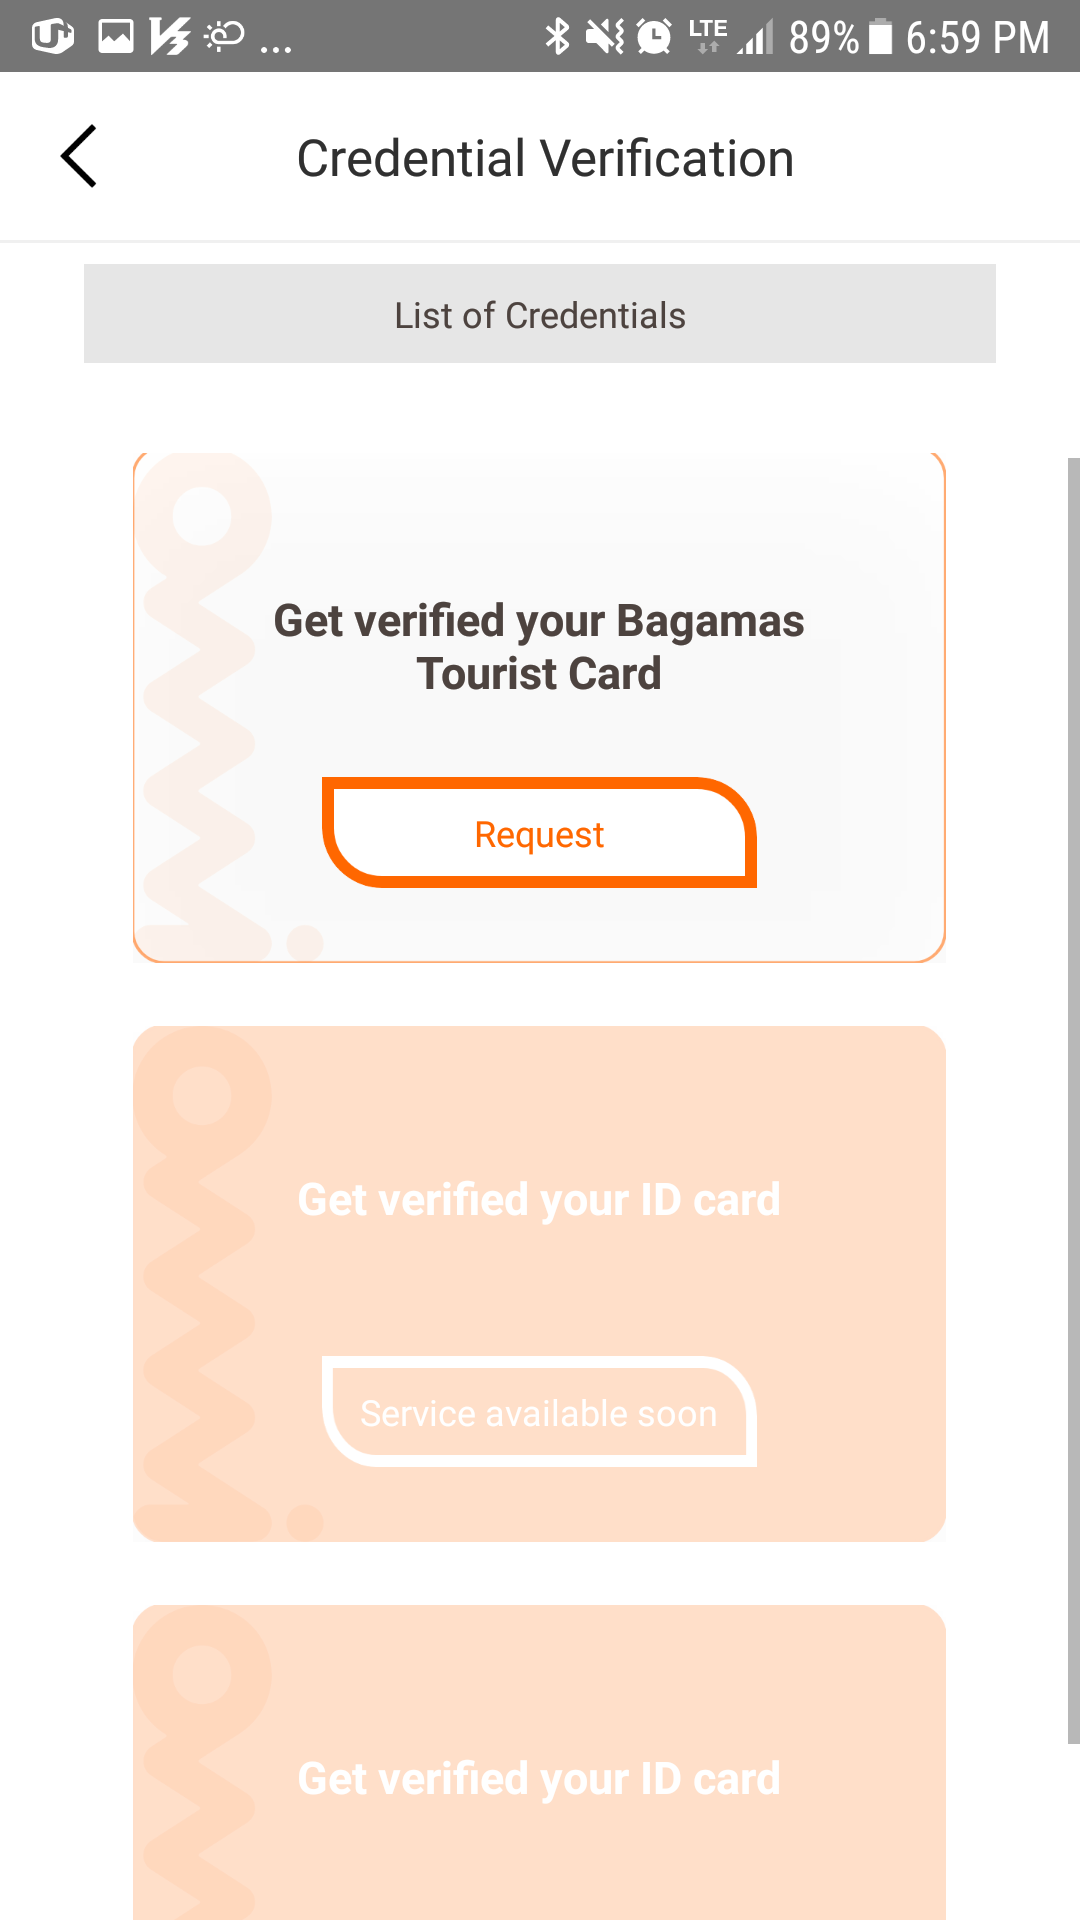 LTE 89% 6:59 PM
Credential Verification
List of Credentials
Get verified your Bagamas
Tourist Card
Request
Get verified your ID card
Service available soon
Get verified your ID card